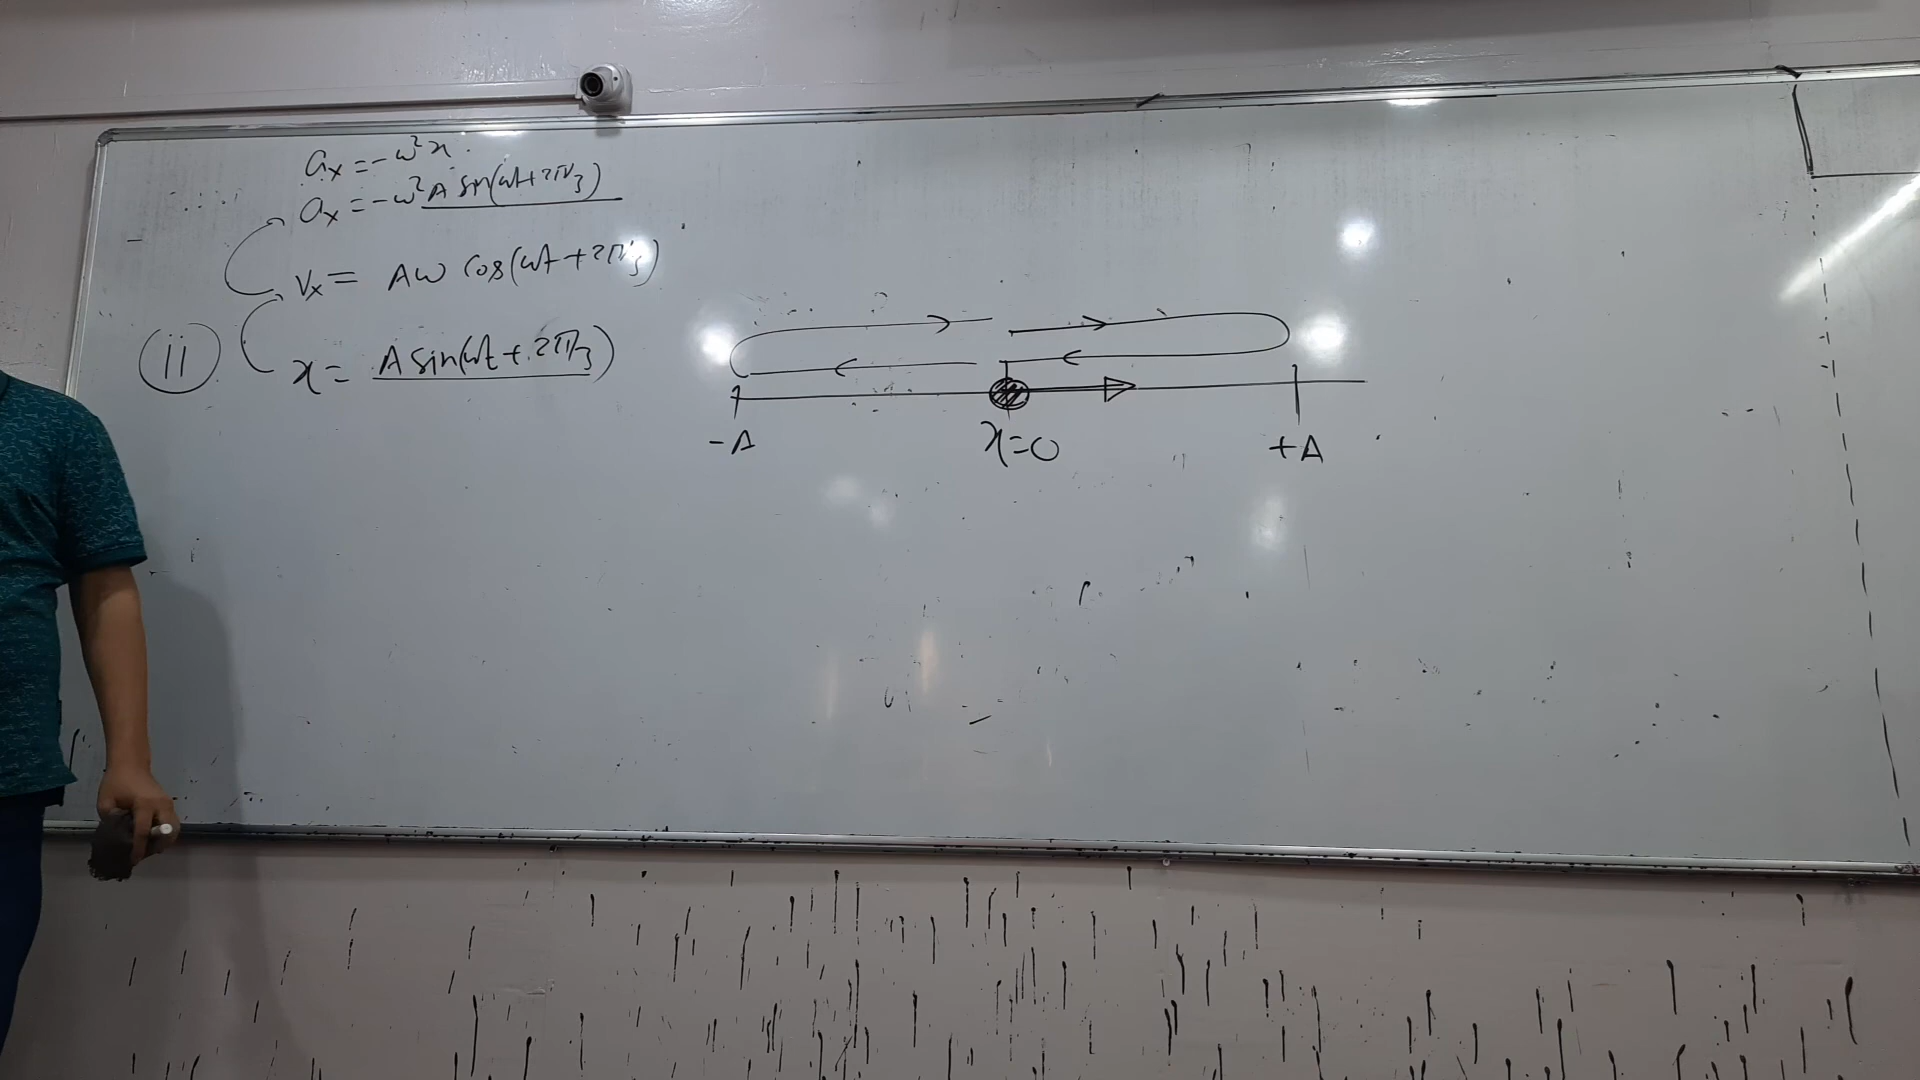 aₓ = -ω²x
aₓ = -ω²A sin(ωt+2π/3)
vₓ = Aω cos(ωt+2π/3)
(ii) x = A sin(ωt+2π/3)
-A x=0 +A